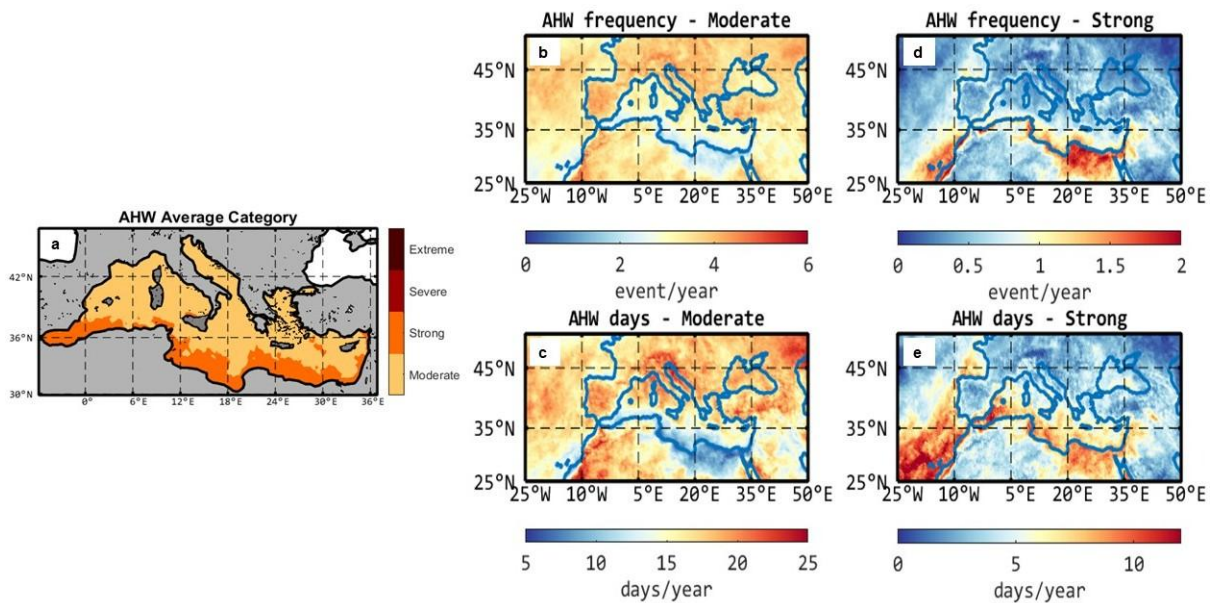 AHW Average Category
a
42°N
36°N
30°N
0°
6°E
12°E
18°E
24°E
30°E
36°E
Extreme
Severe
Strong
Moderate
AHW frequency - Moderate
b
45°N
35°N
25°N
25°W 10°W 5°E 20°E 35°E 50°E
0 2 4 6
event/year
AHW frequency - Strong
d
45°N
35°N
25°N
25°W 10°W 5°E 20°E 35°E 50°E
0 0.5 1 1.5 2
event/year
AHW days - Moderate
c
45°N
35°N
25°N
25°W 10°W 5°E 20°E 35°E 50°E
5 10 15 20 25
days/year
AHW days - Strong
e
45°N
35°N
25°N
25°W 10°W 5°E 20°E 35°E 50°E
0 5 10
days/year